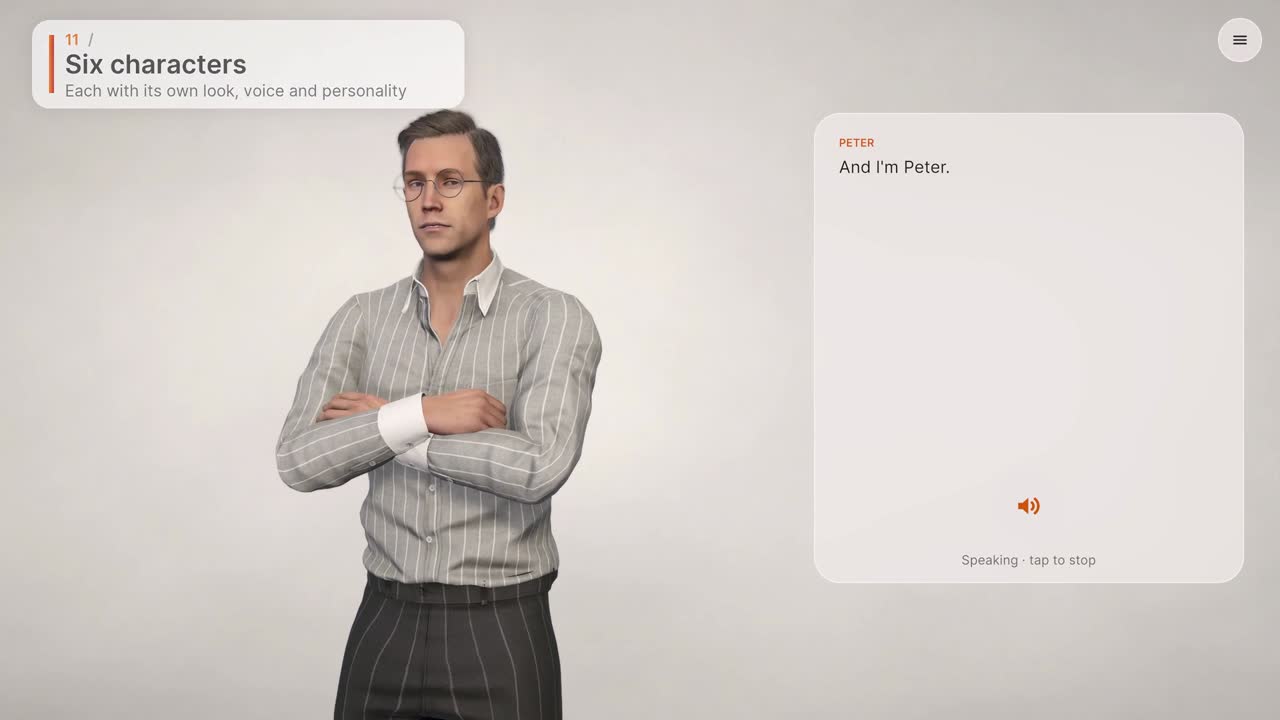 11 /
Six characters
Each with its own look, voice and personality
PETER
And I'm Peter.
Speaking · tap to stop